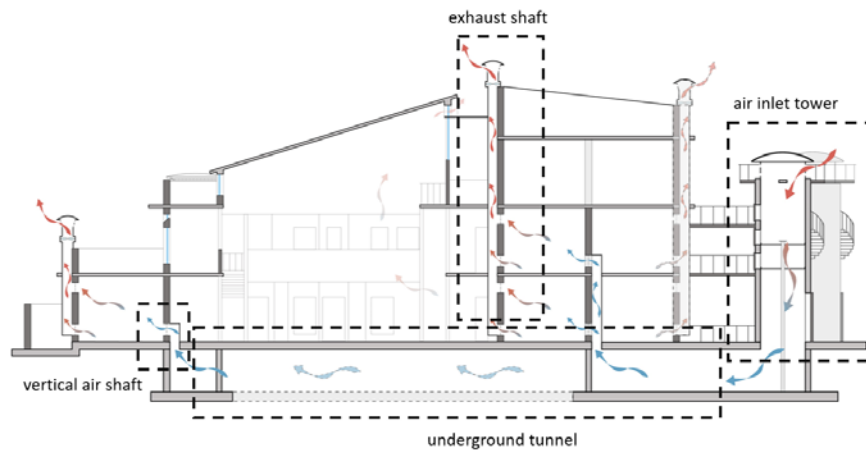 exhaust shaft
air inlet tower
vertical air shaft
underground tunnel